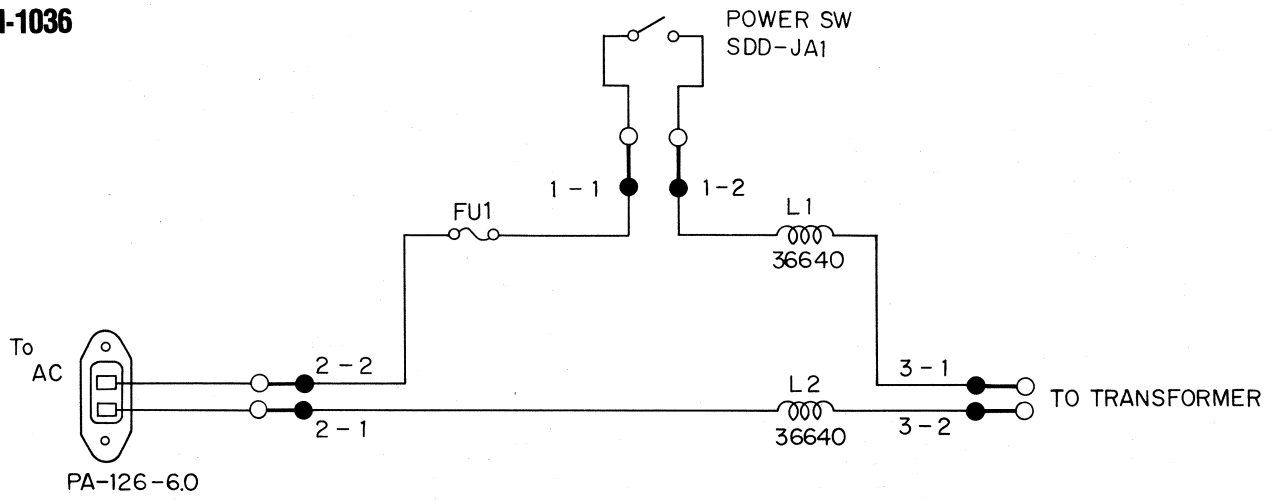 -1036
POWER SW
SDD-JA1
1-1
1-2
FU1
L1
36640
To
AC
2-2
2-1
L2
36640
3-1
3-2
TO TRANSFORMER
PA-126-6.0